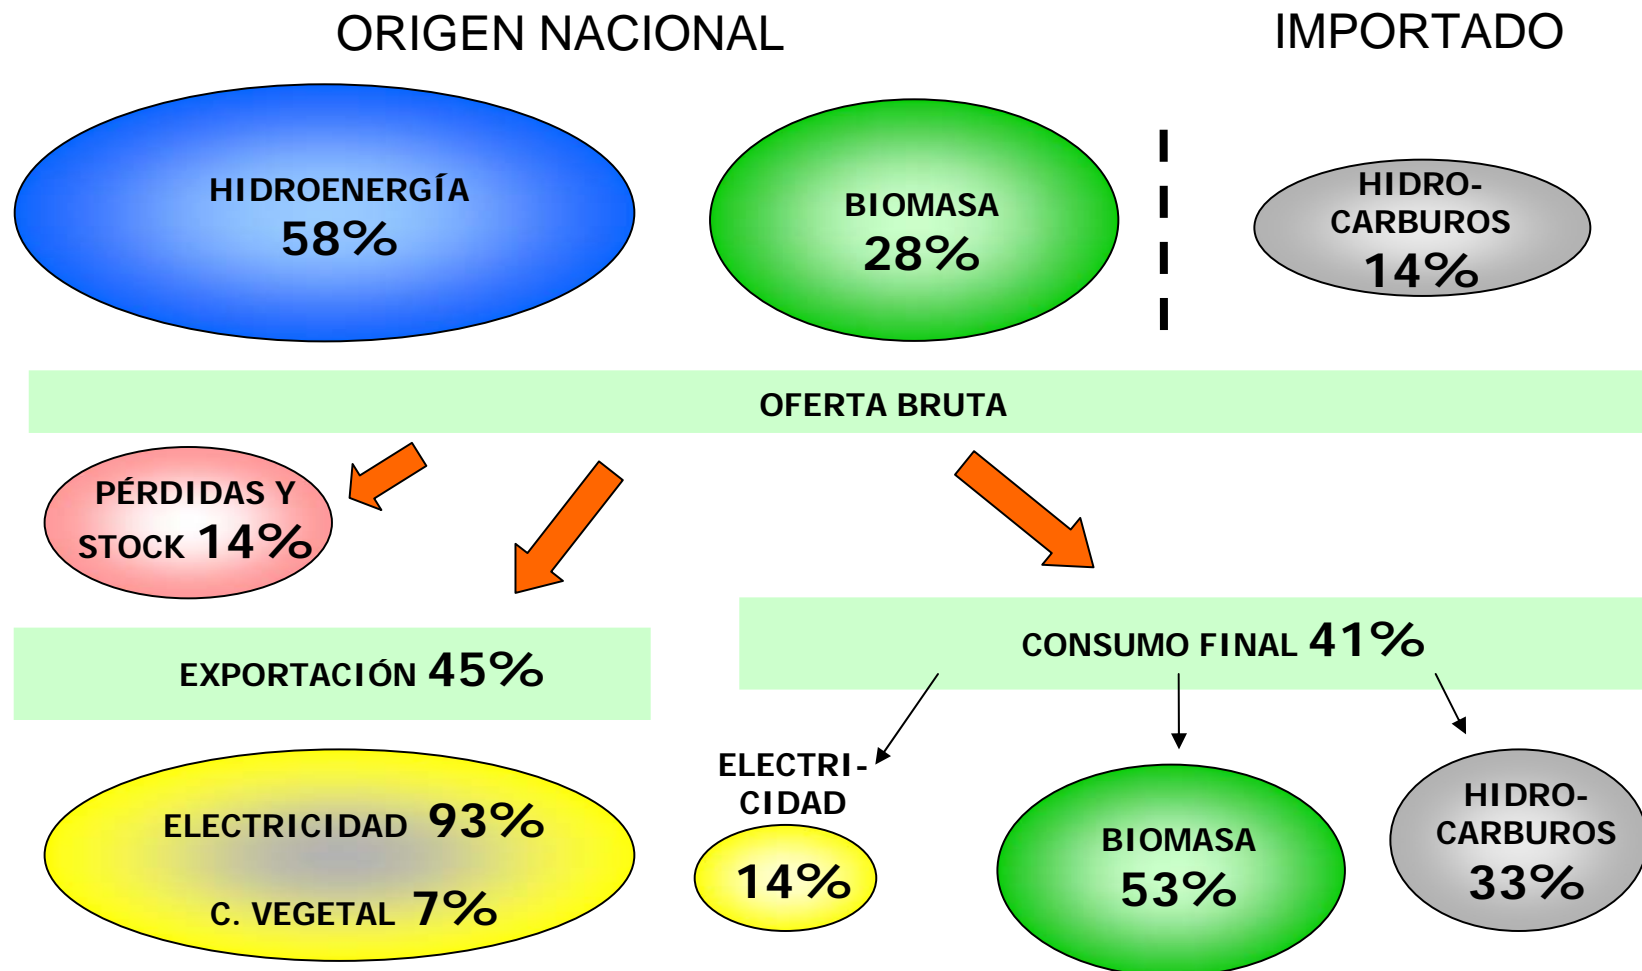 ORIGEN NACIONAL
IMPORTADO
HIDROENERGÍA
58%
BIOMASA
28%
HIDRO-
CARBUROS
14%
OFERTA BRUTA
PÉRDIDAS Y
STOCK 14%
EXPORTACIÓN 45%
CONSUMO FINAL 41%
ELECTRICIDAD 93%
C. VEGETAL 7%
ELECTRI-
CIDAD
14%
BIOMASA
53%
HIDRO-
CARBUROS
33%